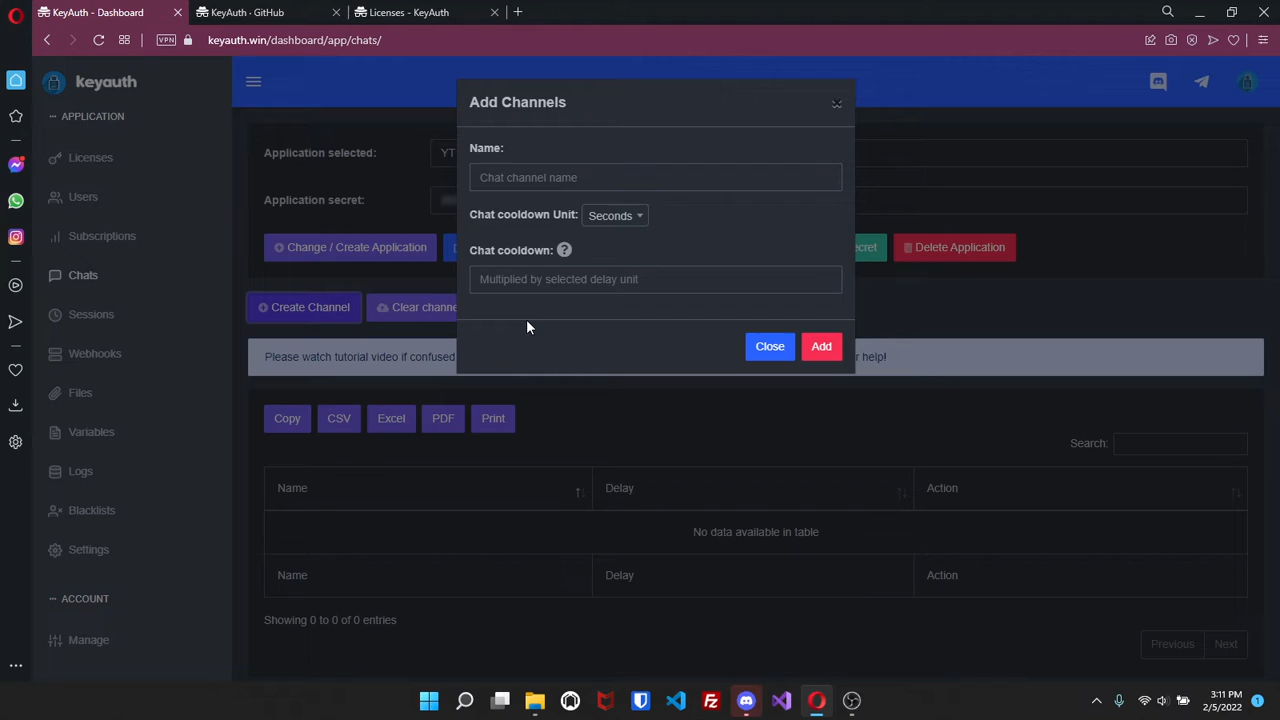 KeyAuth - Dashboard
KeyAuth · GitHub
Licenses - KeyAuth
VPN
keyauth.win/dashboard/app/chats/
keyauth
APPLICATION
Licenses
Users
Subscriptions
Chats
Sessions
Webhooks
Files
Variables
Logs
Blacklists
Settings
ACCOUNT
Manage
Application selected:
YT
Application secret:
Change / Create Application
Delete Application
Create Channel
Clear channe
Please watch tutorial video if confused
r help!
Add Channels
Name:
Chat channel name
Chat cooldown Unit:
Seconds
Chat cooldown:
?
Multiplied by selected delay unit
Close
Add
Copy
CSV
Excel
PDF
Print
Search:
Name
Delay
Action
No data available in table
Name
Delay
Action
Showing 0 to 0 of 0 entries
Previous
Next
3:11 PM
2/5/2022
1